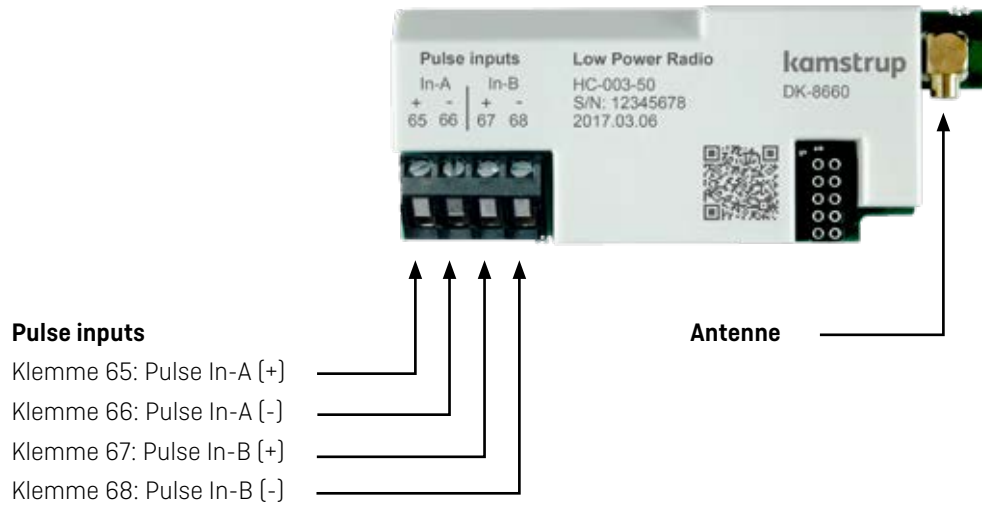 Pulse inputs
In-A In-B
+ - + -
65 66 67 68
Low Power Radio
HC-003-50
S/N: 12345678
2017.03.06
kamstrup
DK-8660
Pulse inputs
Klemme 65: Pulse In-A (+)
Klemme 66: Pulse In-A (-)
Klemme 67: Pulse In-B (+)
Klemme 68: Pulse In-B (-)
Antenne